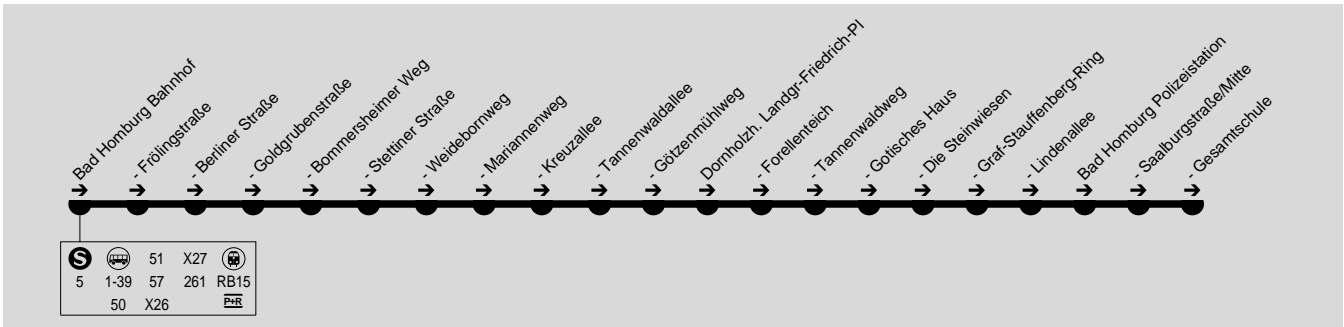 Bad Homburg Bahnhof
- Frölingstraße
- Berliner Straße
- Goldgrubenstraße
- Bommersheimer Weg
- Stettiner Straße
- Weidebornweg
- Mariannenweg
- Kreuzallee
- Tannenwaldallee
- Götzenmühlweg
Dornholzh. Landgr-Friedrich-Pl
- Forellenteich
- Tannenwaldweg
- Gotisches Haus
- Die Steinwiesen
- Graf-Stauffenberg-Ring
- Lindenallee
Bad Homburg Polizeistation
- Saalburgstraße/Mitte
- Gesamtschule
S 51 X27
5 1-39 57 261 RB15
50 X26 P+R